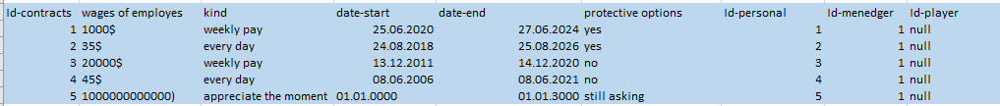 Id-contracts wages of employes kind date-start date-end protective options Id-personal Id-menedger Id-player
1 1000$ weekly pay 25.06.2020 27.06.2024 yes 1 1 null
2 35$ every day 24.08.2018 25.08.2026 yes 2 1 null
3 20000$ weekly pay 13.12.2011 14.12.2020 no 3 1 null
4 45$ every day 08.06.2006 08.06.2021 no 4 1 null
5 1000000000000) appreciate the moment 01.01.0000 01.01.3000 still asking 5 1 null